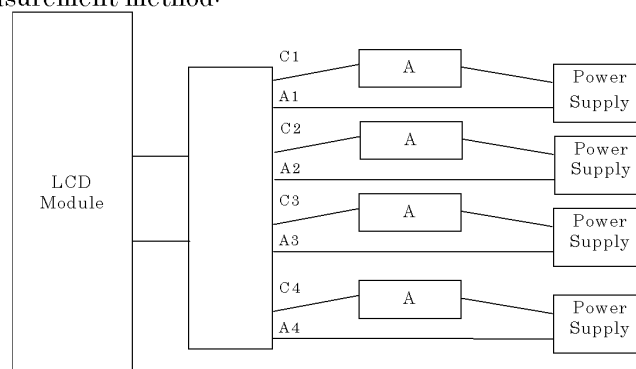 C1
A
Power
Supply
A1
C2
A
Power
Supply
A2
LCD
Module
C3
A
Power
Supply
A3
C4
A
Power
Supply
A4